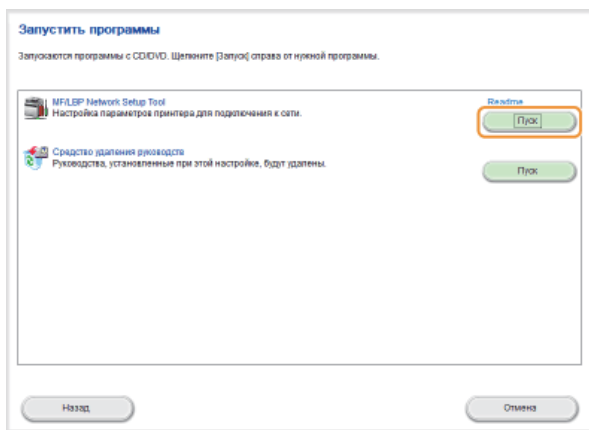 Запустить программы
Запускаются программы с CD/DVD. Щелкните [Запуск] справа от нужной программы.
MF/LBP Network Setup Tool
Readme
Настройка параметров принтера для подключения к сети.
Пуск
Средство удаления руководств
Руководства, установленные при этой настройке, будут удалены.
Пуск
Назад
Отмена